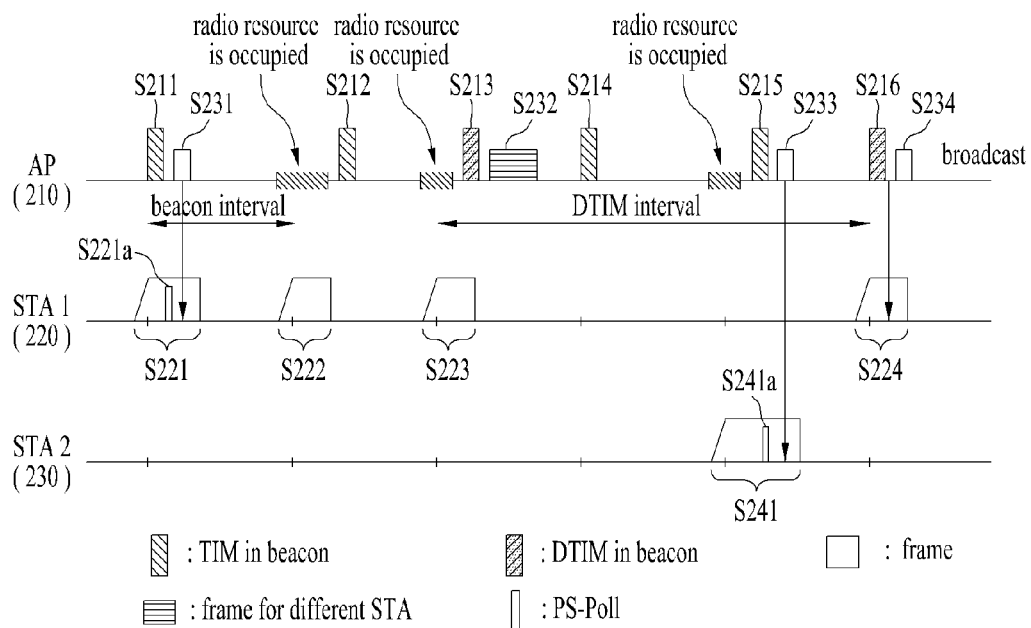 radio resource is occupied
radio resource is occupied
radio resource is occupied
S211
S231
S212
S213
S232
S214
S215
S233
S216
S234
AP
(210)
broadcast
beacon interval
DTIM interval
S221a
STA 1
(220)
S221
S222
S223
S224
S241a
STA 2
(230)
S241
: TIM in beacon
: DTIM in beacon
: frame
: frame for different STA
: PS-Poll